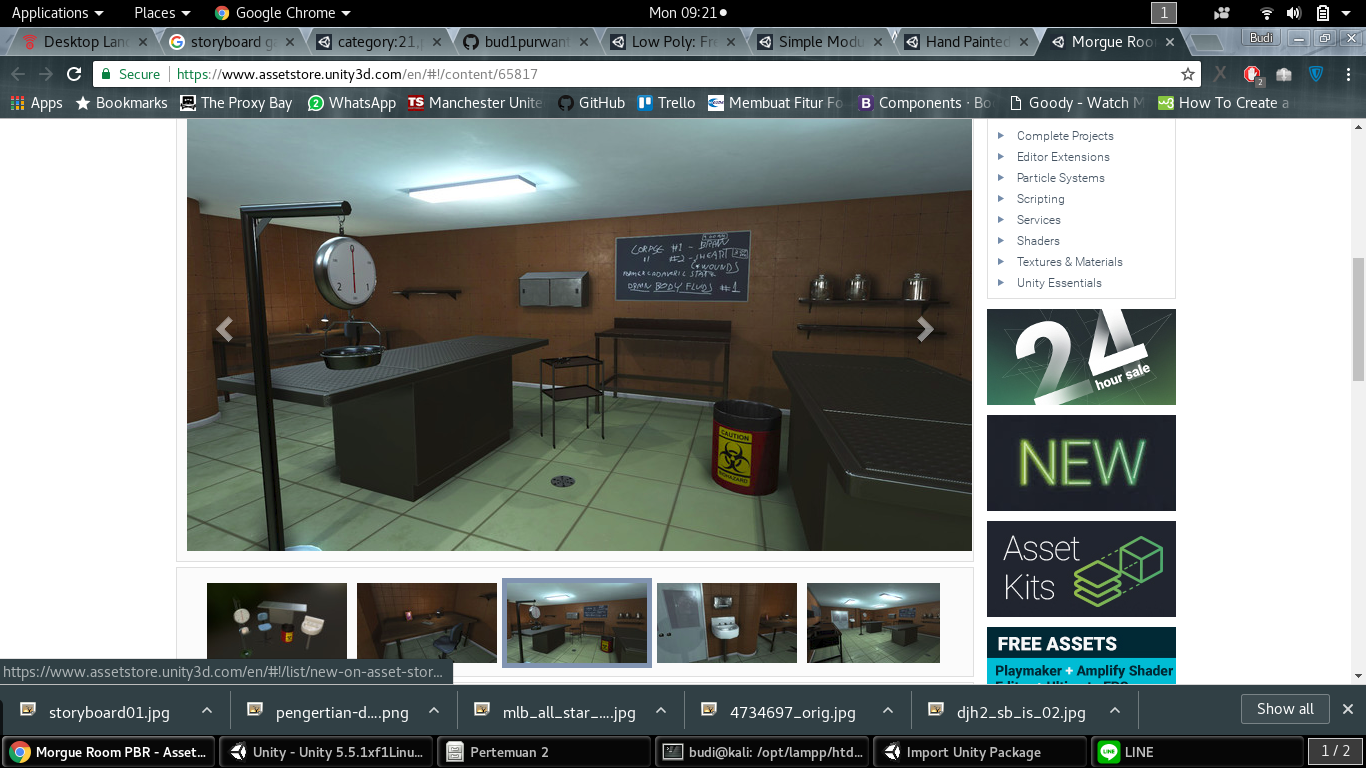 Applications Places Google Chrome Mon 09:21 1
Desktop Lan storyboard ga category:21, bud1purwant Low Poly: Fre Simple Modu Hand Painted Morgue Roo Budi
Secure https://www.assetstore.unity3d.com/en/#!/content/65817 2
Apps Bookmarks The Proxy Bay WhatsApp Manchester Unite GitHub Trello Membuat Fitur Fo Components · Bo Goody - Watch M How To Create a
Complete Projects
Editor Extensions
Particle Systems
Scripting
Services
Shaders
Textures & Materials
Unity Essentials
CORPSE #1 - BRAIN
" #2 - HEART
WOUNDS
CADAVERIC STATE
DRAIN BODY FLUIDS #1
2 1
CAUTION
BIOHAZARD
24
hour sale
NEW
Asset
Kits
FREE ASSETS
Playmaker + Amplify Shader
https://www.assetstore.unity3d.com/en/#!/list/new-on-asset-stor...
storyboard01.jpg pengertian-d....png mlb_all_star_....jpg 4734697_orig.jpg djh2_sb_is_02.jpg Show all
Morgue Room PBR - Asset... Unity - Unity 5.5.1xf1Linu... Pertemuan 2 budi@kali: /opt/lampp/htd... Import Unity Package LINE 1 / 2